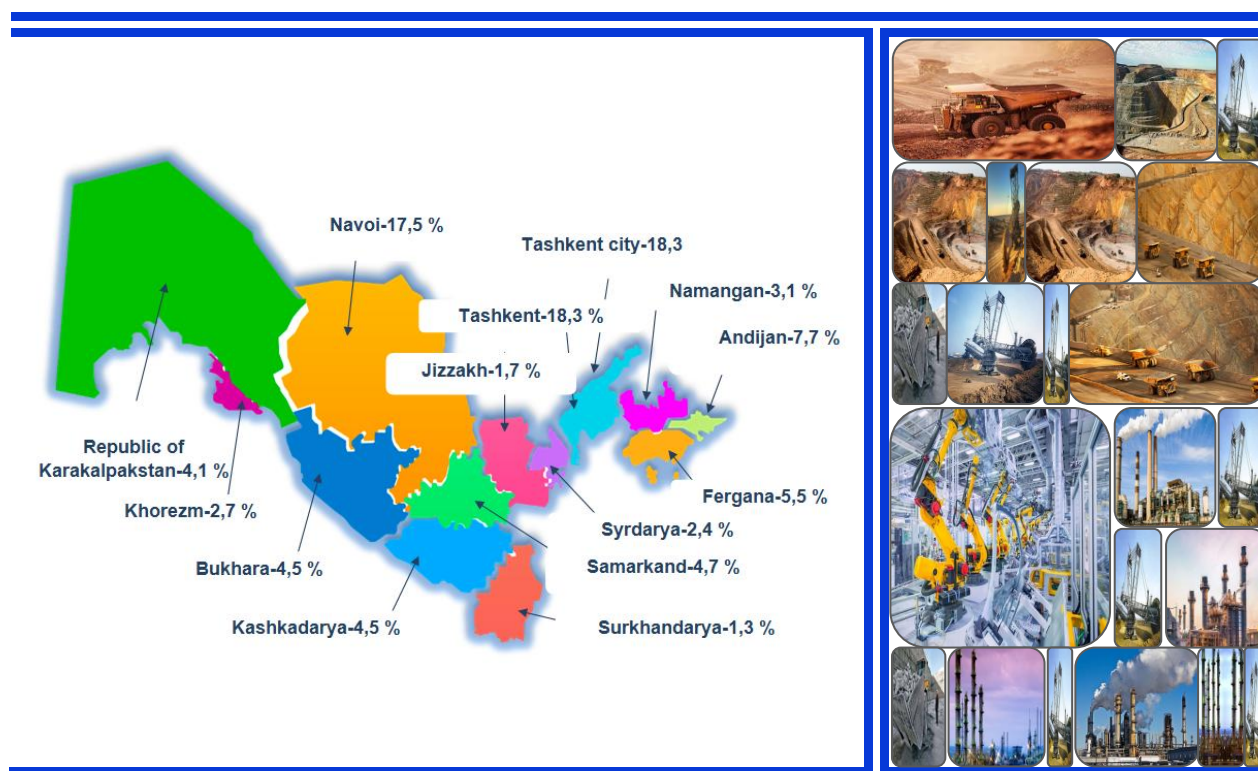 Navoi-17,5 %
Tashkent city-18,3
Namangan-3,1 %
Tashkent-18,3 %
Andijan-7,7 %
Jizzakh-1,7 %
Republic of
Karakalpakstan-4,1 %
Khorezm-2,7 %
Fergana-5,5 %
Syrdarya-2,4 %
Bukhara-4,5 %
Samarkand-4,7 %
Kashkadarya-4,5 %
Surkhandarya-1,3 %